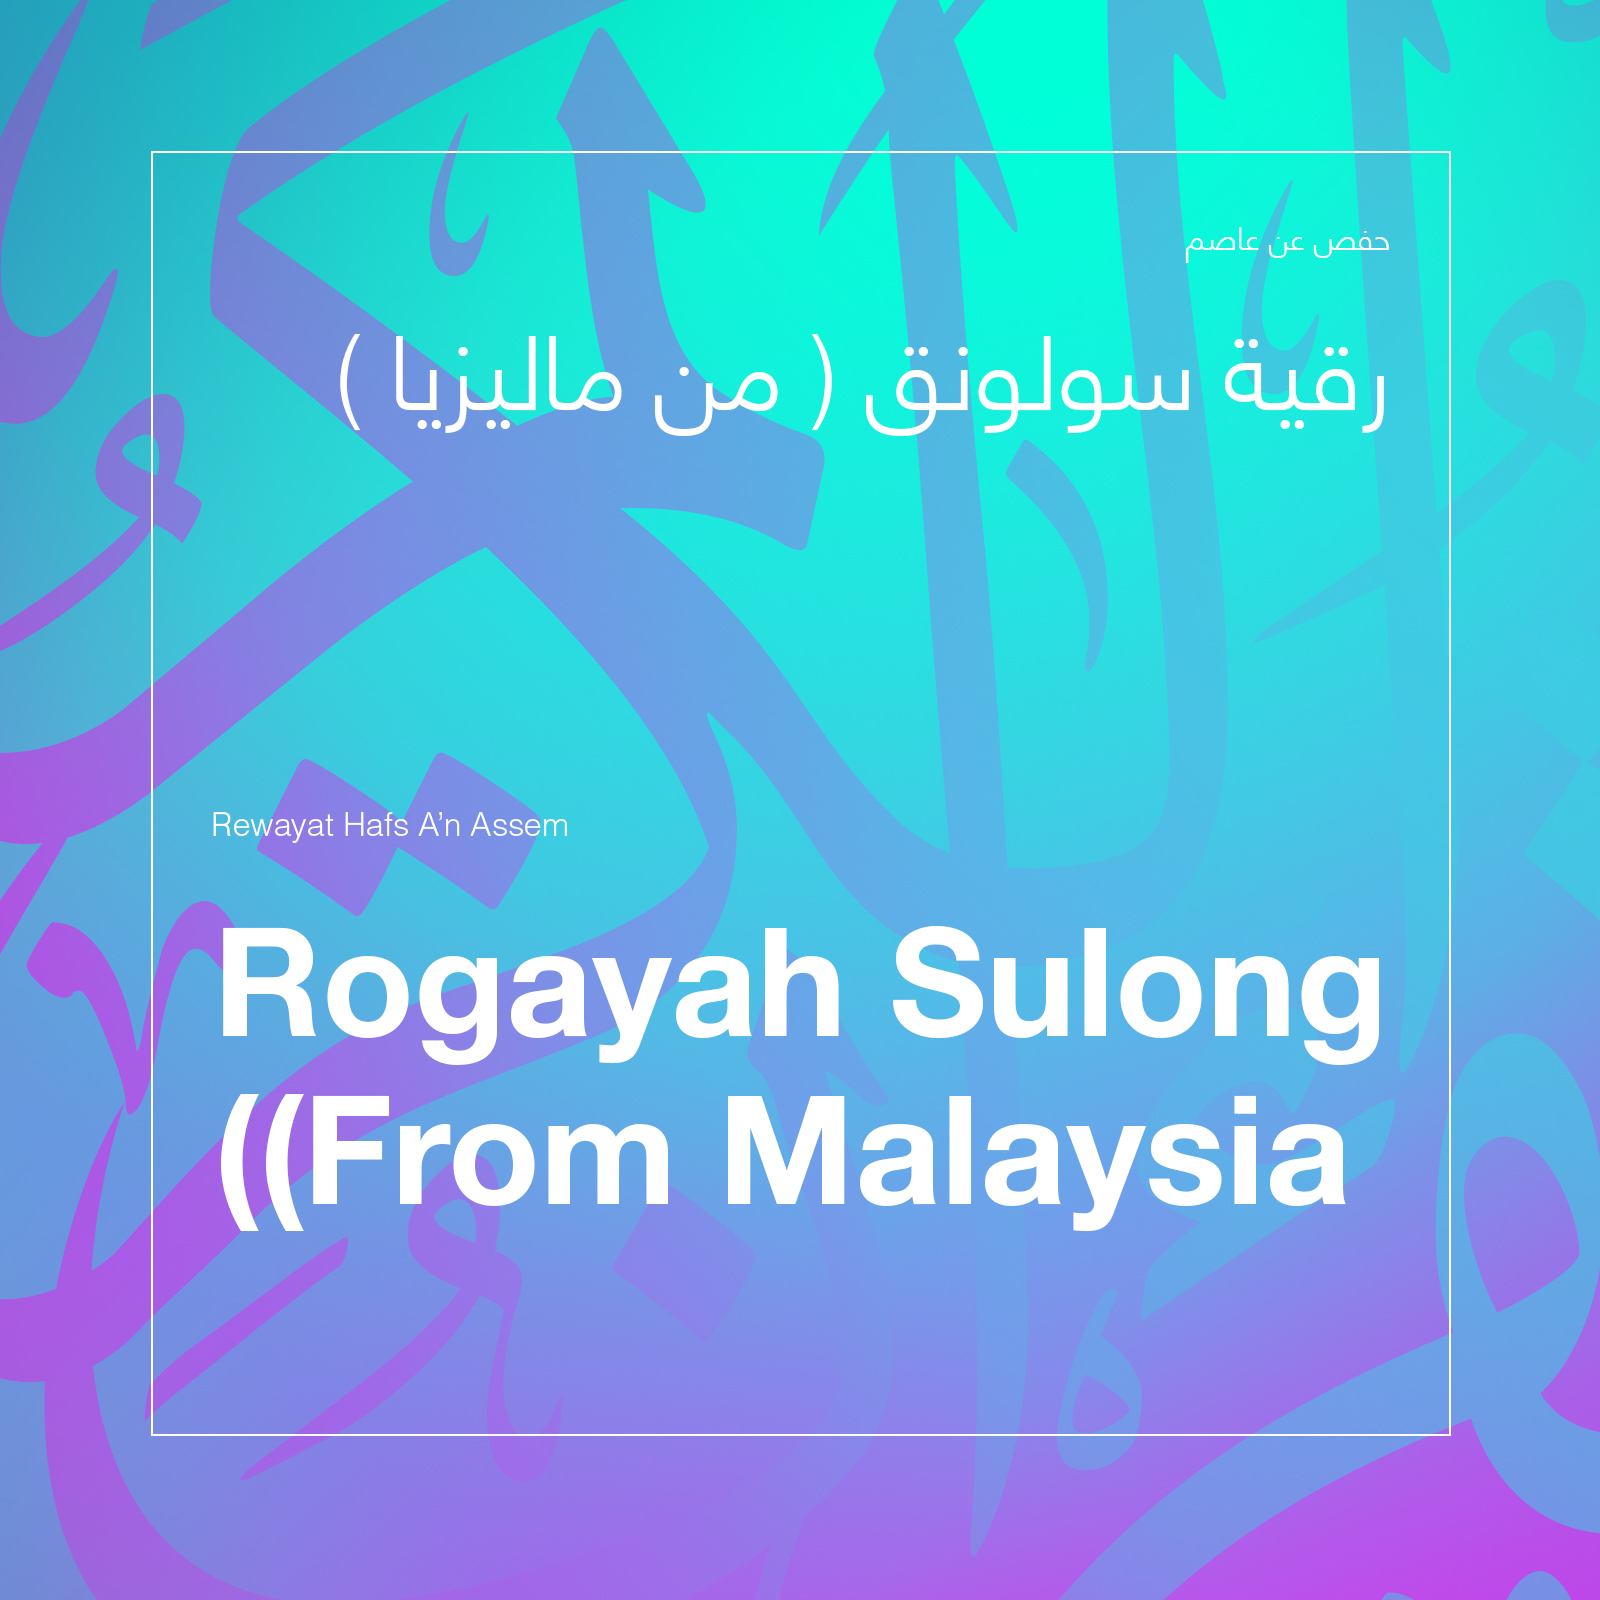 حفص عن عاصم
رقية سولونق ( من ماليزيا )
Rewayat Hafs A’n Assem
Rogayah Sulong
((From Malaysia